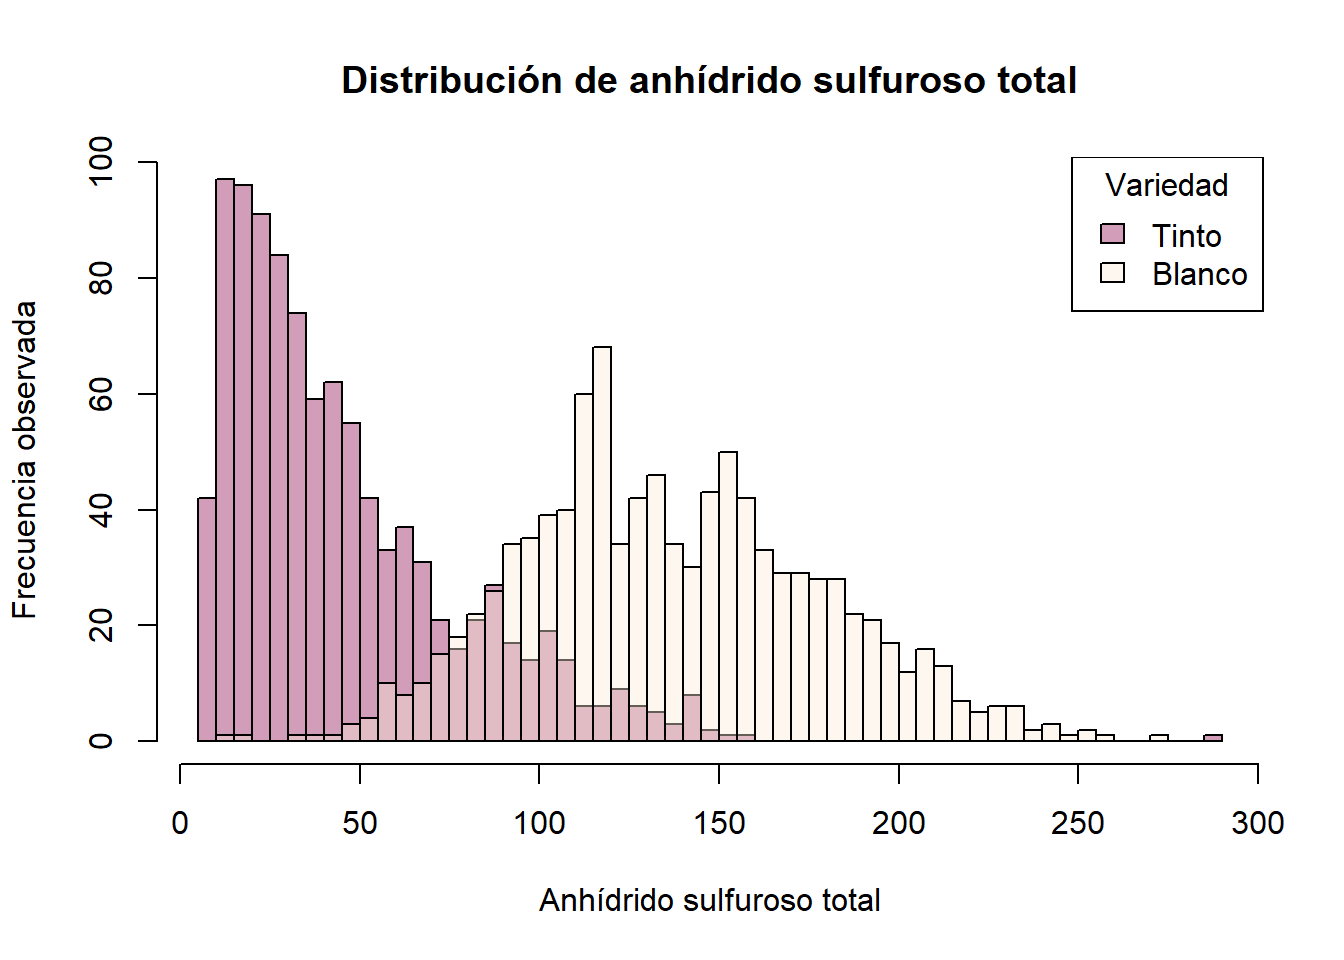 Distribución de anhídrido sulfuroso total
Variedad
Tinto
Blanco
Frecuencia observada
100
80
60
40
20
0
0 50 100 150 200 250 300
Anhídrido sulfuroso total